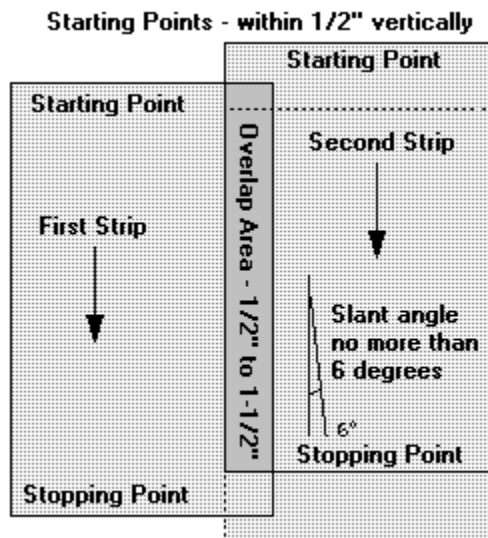 Starting Points - within 1/2" vertically
Starting Point
Starting Point
Second Strip
Overlap Area - 1/2" to 1-1/2"
First Strip
Slant angle
no more than
6 degrees
6°
Stopping Point
Stopping Point